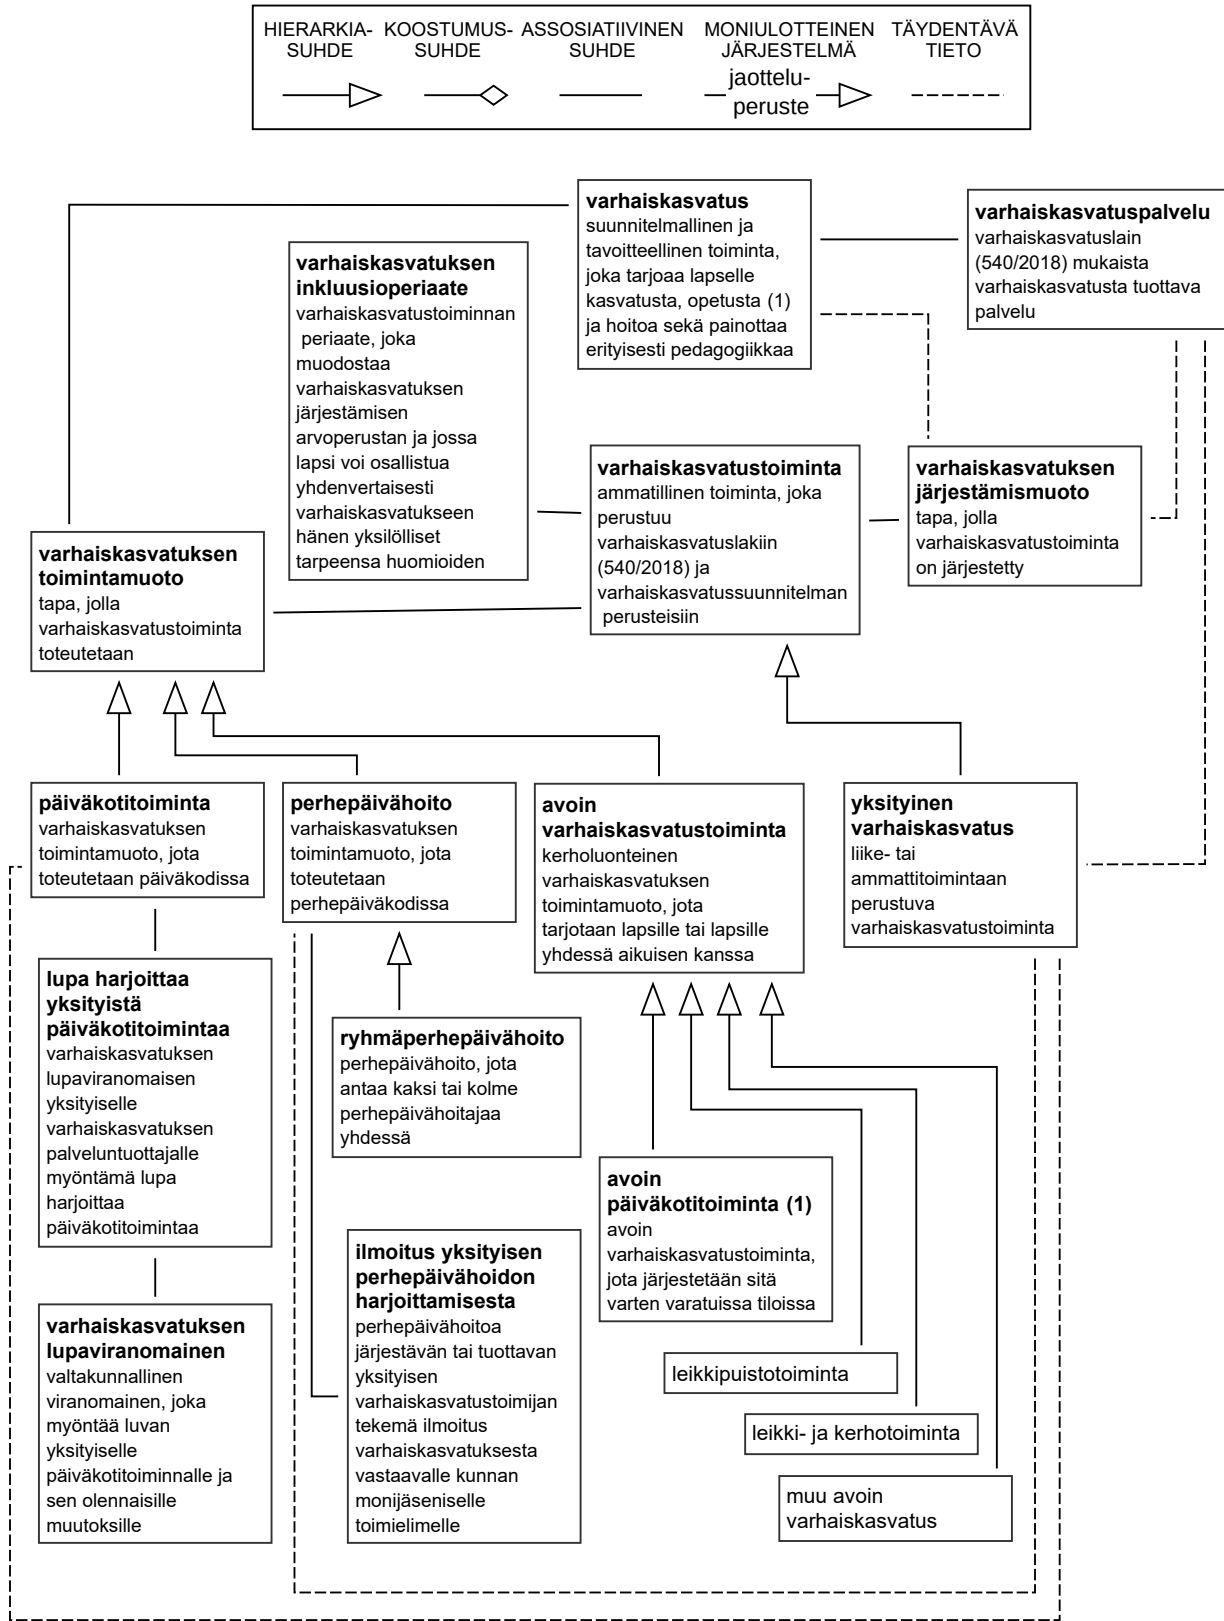 HIERARKIA-
SUHDE
KOOSTUMUS-
SUHDE
ASSOSIATIIVINEN
SUHDE
MONIULOTTEINEN
JÄRJESTELMÄ
jaottelu-
peruste
TÄYDENTÄVÄ
TIETO
varhaiskasvatus
suunnitelmallinen ja
tavoitteellinen toiminta,
joka tarjoaa lapselle
kasvatusta, opetusta (1)
ja hoitoa sekä painottaa
erityisesti pedagogiikkaa
varhaiskasvatuspalvelu
varhaiskasvatuslain
(540/2018) mukaista
varhaiskasvatusta tuottava
palvelu
varhaiskasvatuksen
inkluusioperiaate
varhaiskasvatustoiminnan
periaate, joka
muodostaa
varhaiskasvatuksen
järjestämisen
arvoperustan ja jossa
lapsi voi osallistua
yhdenvertaisesti
varhaiskasvatukseen
hänen yksilölliset
tarpeensa huomioiden
varhaiskasvatustoiminta
ammatillinen toiminta, joka
perustuu
varhaiskasvatuslakiin
(540/2018) ja
varhaiskasvatussuunnitelman
perusteisiin
varhaiskasvatuksen
järjestämismuoto
tapa, jolla
varhaiskasvatustoiminta
on järjestetty
varhaiskasvatuksen
toimintamuoto
tapa, jolla
varhaiskasvatustoiminta
toteutetaan
päiväkotitoiminta
varhaiskasvatuksen
toimintamuoto, jota
toteutetaan päiväkodissa
perhepäivähoito
varhaiskasvatuksen
toimintamuoto, jota
toteutetaan
perhepäiväkodissa
avoin
varhaiskasvatustoiminta
kerholuonteinen
varhaiskasvatuksen
toimintamuoto, jota
tarjotaan lapsille tai lapsille
yhdessä aikuisen kanssa
yksityinen
varhaiskasvatus
liike- tai
ammattitoimintaan
perustuva
varhaiskasvatustoiminta
lupa harjoittaa
yksityistä
päiväkotitoimintaa
varhaiskasvatuksen
lupaviranomaisen
yksityiselle
varhaiskasvatuksen
palveluntuottajalle
myöntämä lupa
harjoittaa
päiväkotitoimintaa
ryhmäperhepäivähoito
perhepäivähoito, jota
antaa kaksi tai kolme
perhepäivähoitajaa
yhdessä
avoin
päiväkotitoiminta (1)
avoin
varhaiskasvatustoiminta,
jota järjestetään sitä
varten varatuissa tiloissa
ilmoitus yksityisen
perhepäivähoidon
harjoittamisesta
perhepäivähoitoa
järjestävän tai tuottavan
yksityisen
varhaiskasvatustoimijan
tekemä ilmoitus
varhaiskasvatuksesta
vastaavalle kunnan
monijäseniselle
toimielimelle
varhaiskasvatuksen
lupaviranomainen
valtakunnallinen
viranomainen, joka
myöntää luvan
yksityiselle
päiväkotitoiminnalle ja
sen olennaisille
muutoksille
leikkipuistotoiminta
leikki- ja kerhotoiminta
muu avoin
varhaiskasvatus